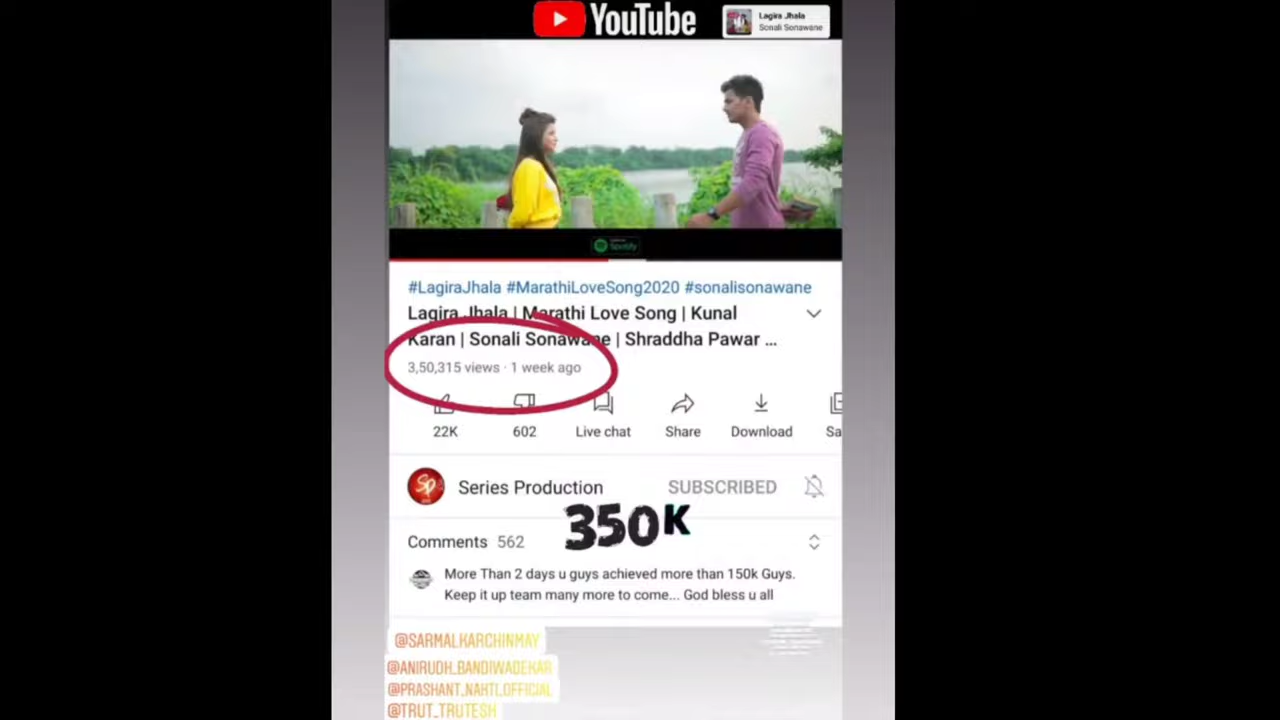 YouTube
Lagira Jhala
Sonali Sonawane
Spotify
#LagiraJhala #MarathiLoveSong2020 #sonalisonawane
Lagira Jhala | Marathi Love Song | Kunal
Karan | Sonali Sonawane | Shraddha Pawar ...
3,50,315 views · 1 week ago
22K
602
Live chat
Share
Download
Sa
Sp
Series Production
SUBSCRIBED
350K
Comments 562
More Than 2 days u guys achieved more than 150k Guys.
Keep it up team many more to come... God bless u all
@SARMALKARCHINMAY
@ANIRUDH_BANDIWADEKAR
@PRASHANT_NAHTI_OFFICIAL
@TRUT_TRUTESH